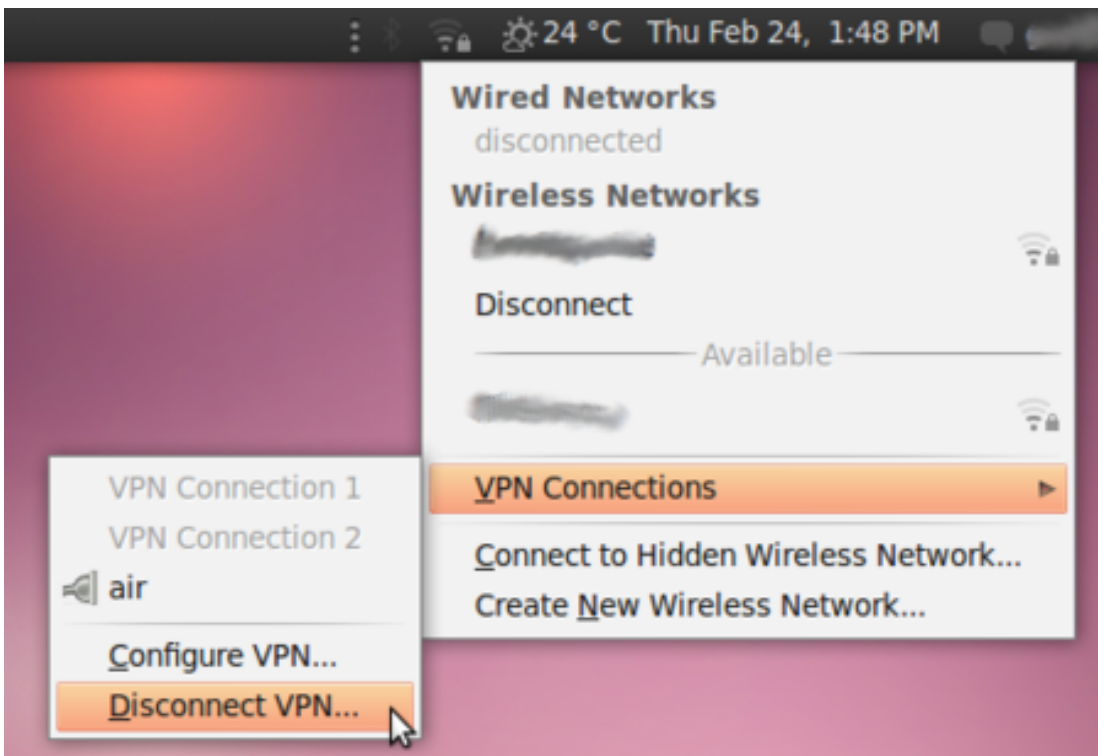 24 °C Thu Feb 24, 1:48 PM
Wired Networks
disconnected
Wireless Networks
Disconnect
Available
VPN Connections
Connect to Hidden Wireless Network...
Create New Wireless Network...
VPN Connection 1
VPN Connection 2
air
Configure VPN...
Disconnect VPN...